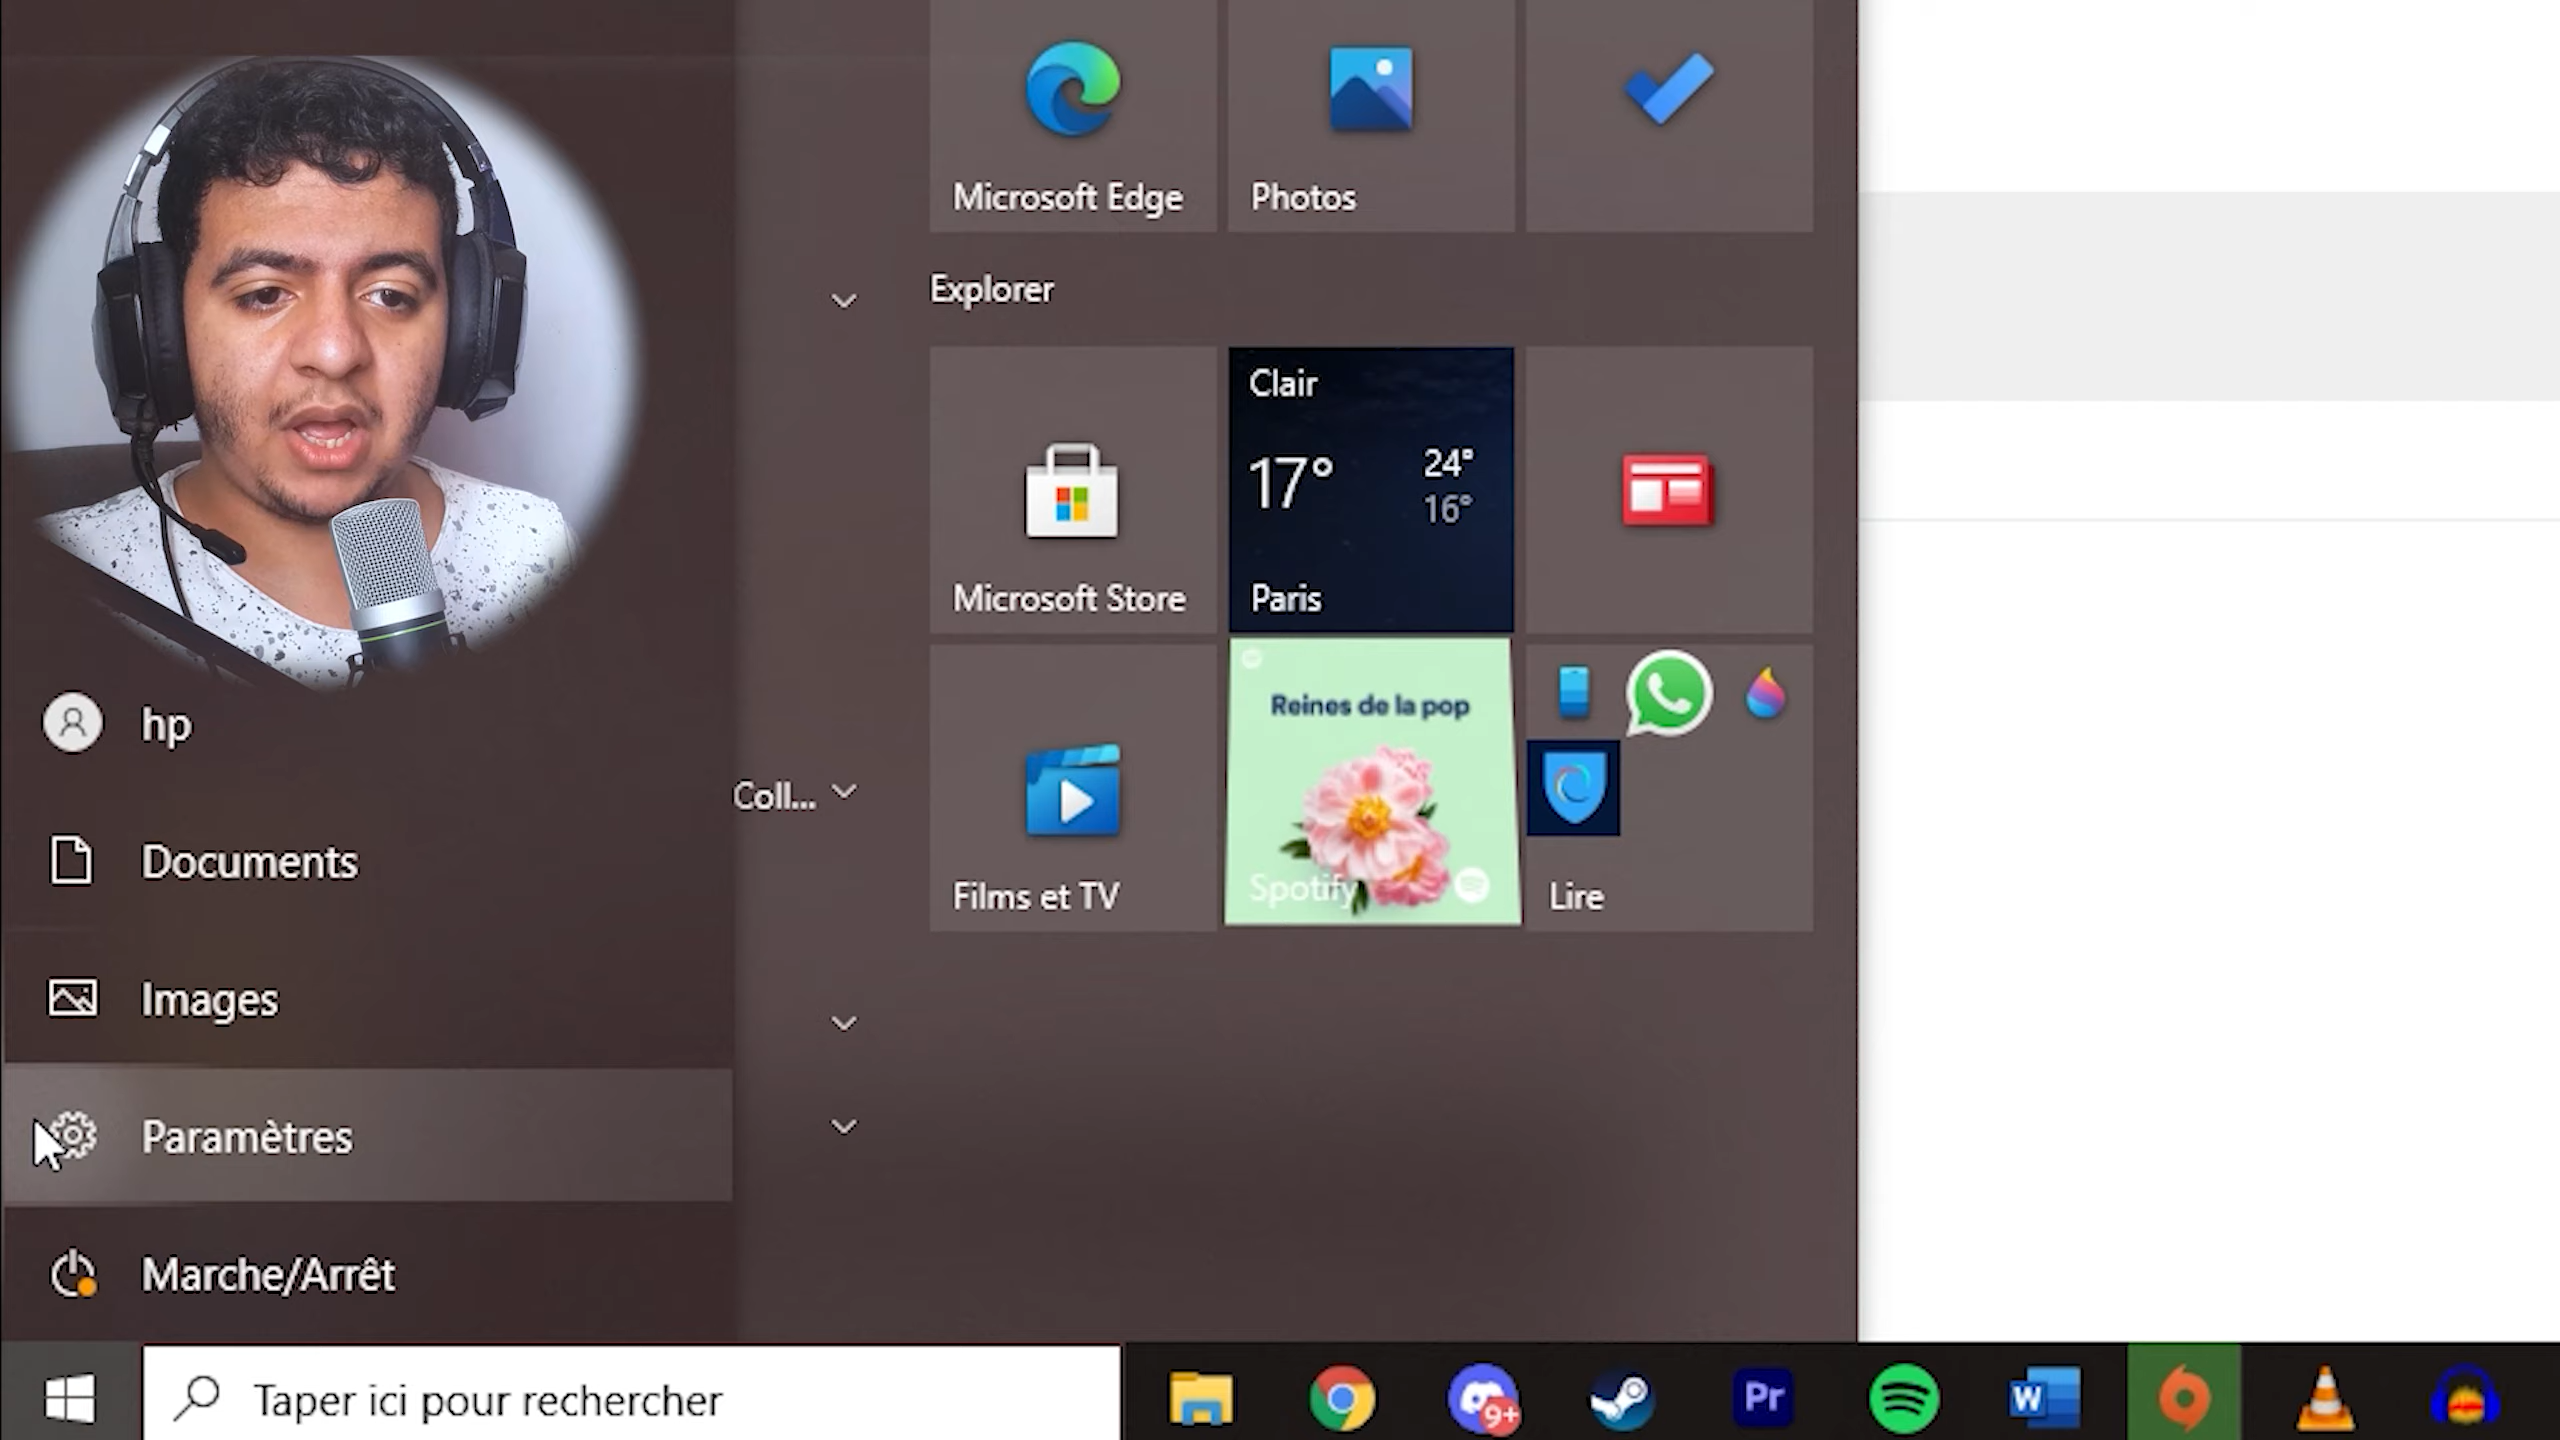 Microsoft Edge
Photos
Explorer
Clair
17°
24°
16°
Paris
Microsoft Store
Reines de la pop
Spotify
Films et TV
Lire
Coll...
hp
Documents
Images
Paramètres
Marche/Arrêt
Taper ici pour rechercher
9+
Pr
W